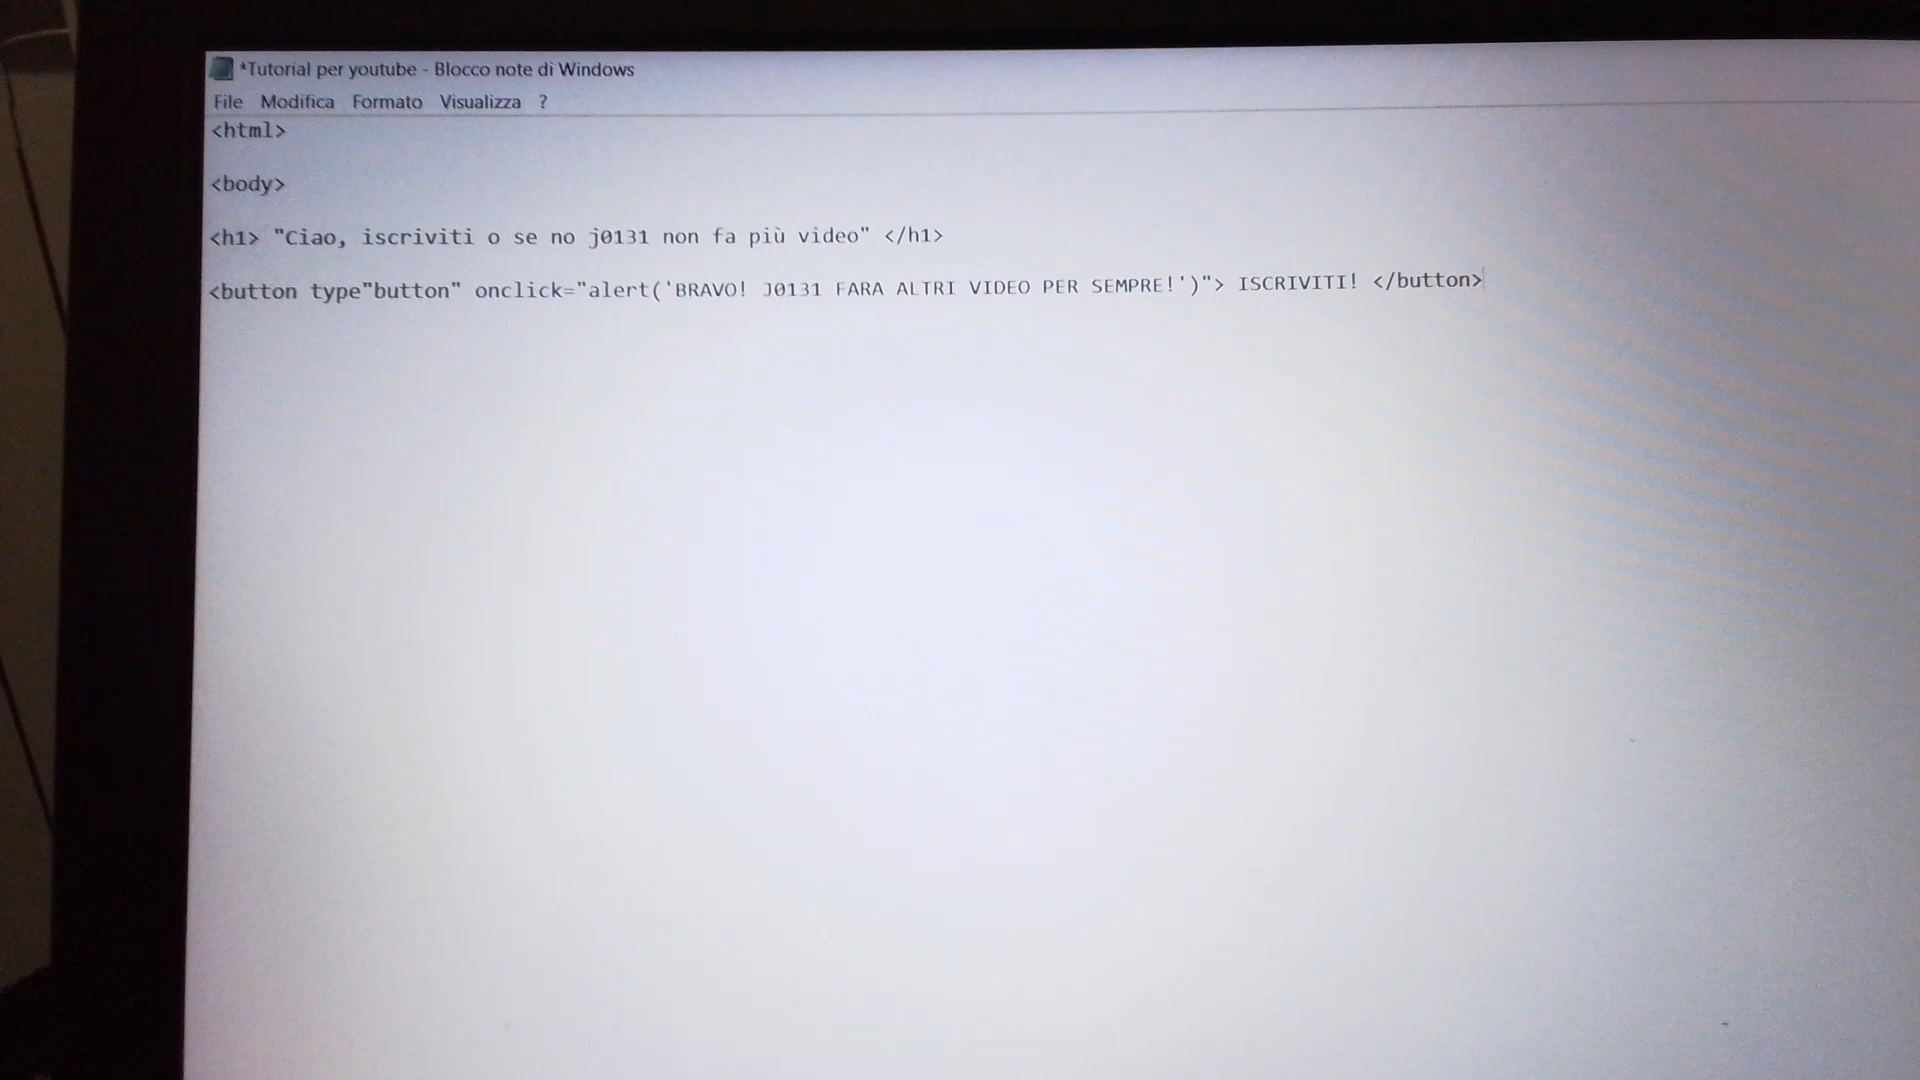 *Tutorial per youtube - Blocco note di Windows
File Modifica Formato Visualizza ?
<html>
<body>
<h1> "Ciao, iscriviti o se no j0131 non fa più video" </h1>
<button type"button" onclick="alert('BRAVO! J0131 FARA ALTRI VIDEO PER SEMPRE!')"> ISCRIVITI! </button>